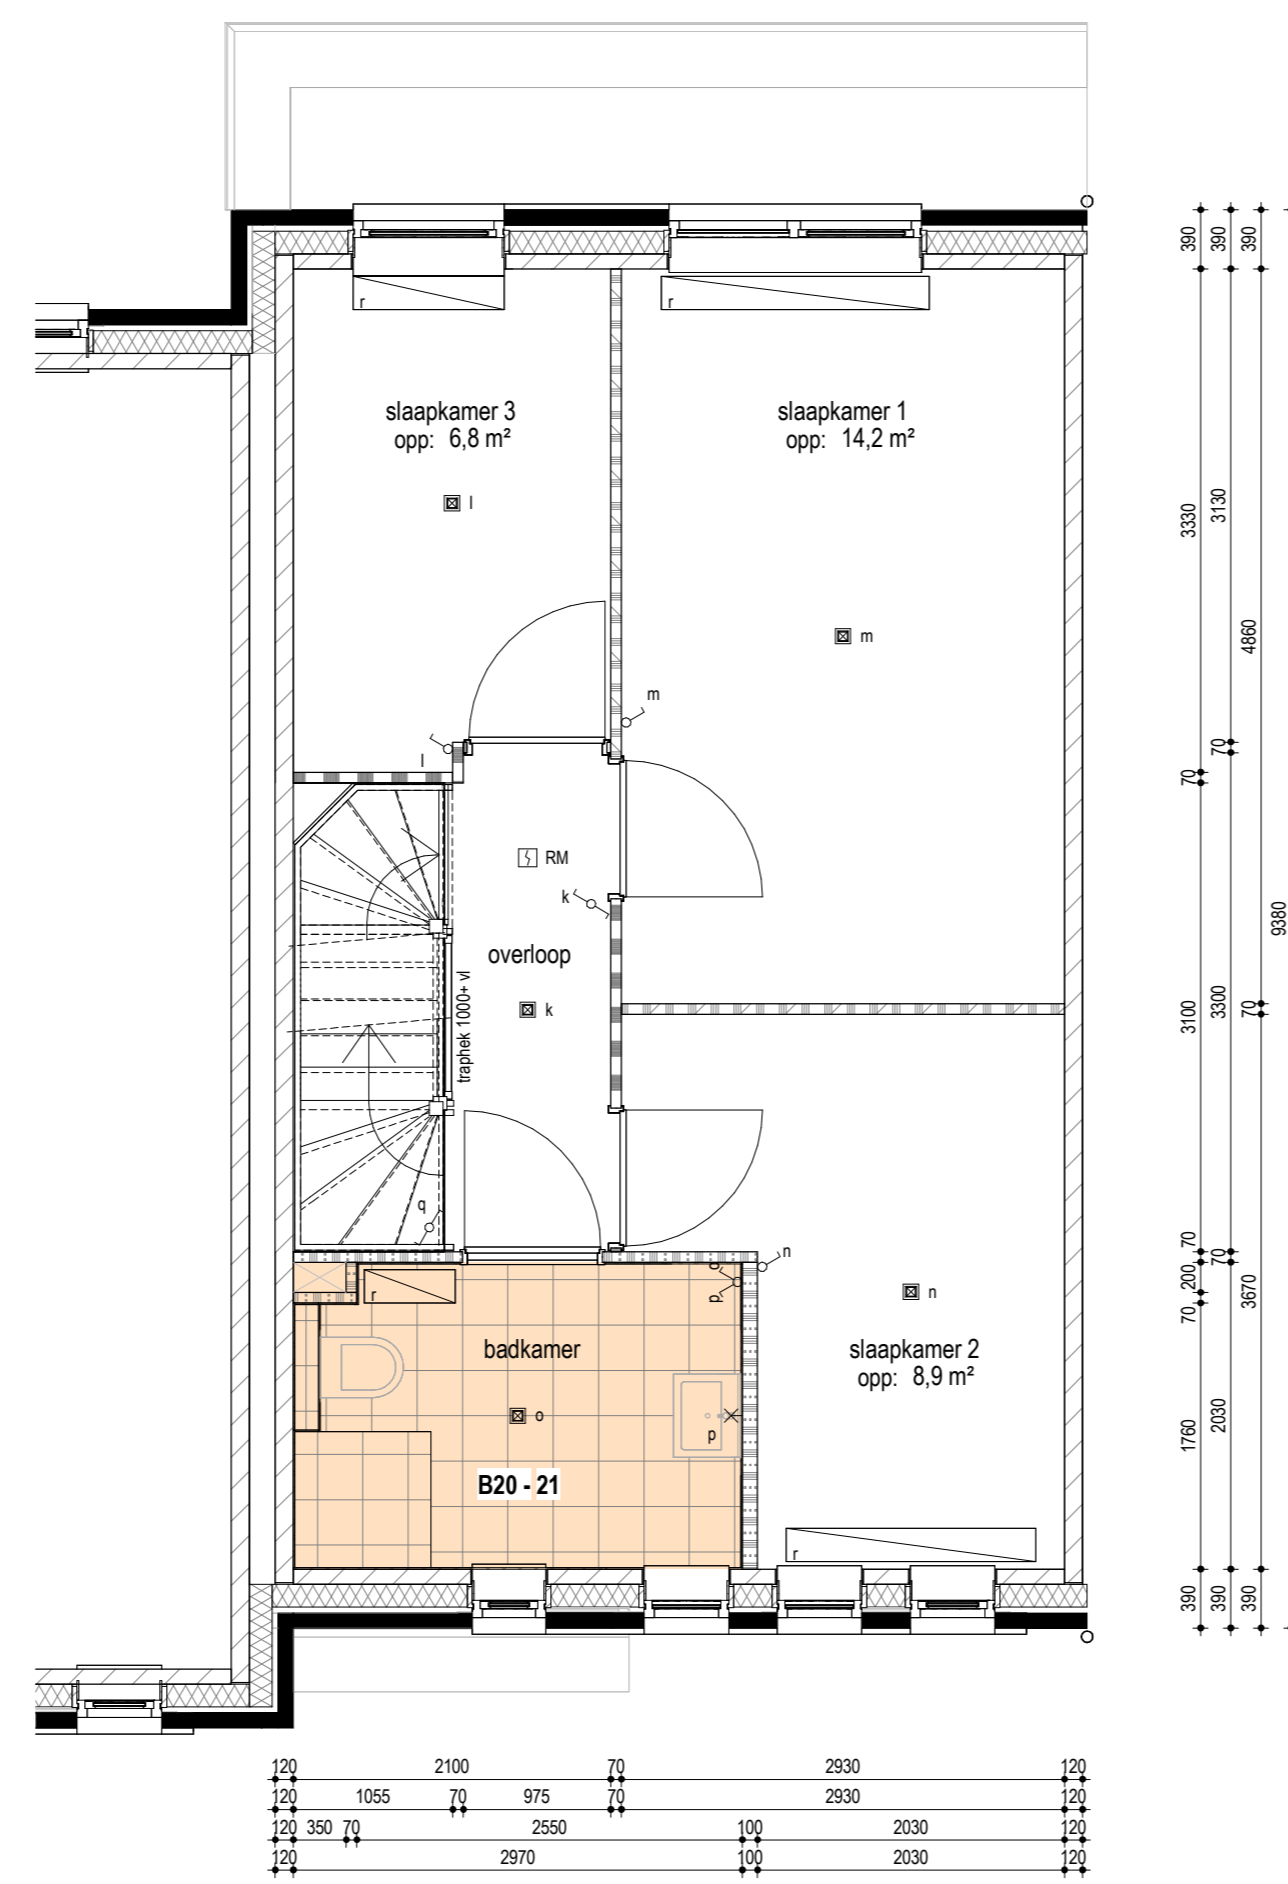 r
r
slaapkamer 3
opp: 6,8 m²
slaapkamer 1
opp: 14,2 m²
l
m
m
l
RM
k
overloop
k
traphek 1000+ vl
q
n
o
p
n
r
badkamer
slaapkamer 2
opp: 8,9 m²
o
p
B20 - 21
r
390 390 390
3330 3130 4860
70 70
9380
3100 3300 70
70 70
200 3670
70
1760 2030
390 390 390
120 2100 70 2930 120
120 1055 70 975 70 2930 120
120 350 70 2550 100 2030 120
120 2970 100 2030 120